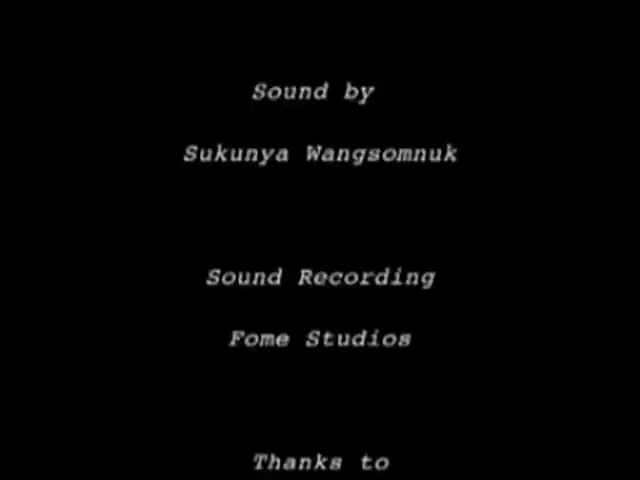 Sound by
Sukunya Wangsomnuk
Sound Recording
Fome Studios
Thanks to